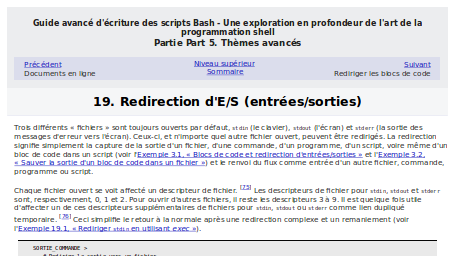 Guide avancé d'écriture des scripts Bash - Une exploration en profondeur de l'art de la
programmation shell
Partie Part 5. Thèmes avancés
Précédent Niveau supérieur Suivant
Documents en ligne Sommaire Rediriger les blocs de code
19. Redirection d'E/S (entrées/sorties)
Trois différents « fichiers » sont toujours ouverts par défaut, stdin (le clavier), stdout (l'écran) et stderr (la sortie des
messages d'erreur vers l'écran). Ceux-ci, et n'importe quel autre fichier ouvert, peuvent être redirigés. La redirection
signifie simplement la capture de la sortie d'un fichier, d'une commande, d'un programme, d'un script, voire même d'un
bloc de code dans un script (voir l'Exemple 3.1, « Blocs de code et redirection d'entrées/sorties » et l'Exemple 3.2,
« Sauver la sortie d'un bloc de code dans un fichier ») et le renvoi du flux comme entrée d'un autre fichier, commande,
programme ou script.
Chaque fichier ouvert se voit affecté un descripteur de fichier. [75] Les descripteurs de fichier pour stdin, stdout et stderr
sont, respectivement, 0, 1 et 2. Pour ouvrir d'autres fichiers, il reste les descripteurs 3 à 9. Il est quelque fois utile
d'affecter un de ces descripteurs supplémentaires de fichiers pour stdin, stdout ou stderr comme lien dupliqué
temporaire. [76] Ceci simplifie le retour à la normale après une redirection complexe et un remaniement (voir
l'Exemple 19.1, « Rediriger stdin en utilisant exec »).
SORTIE_COMMANDE >